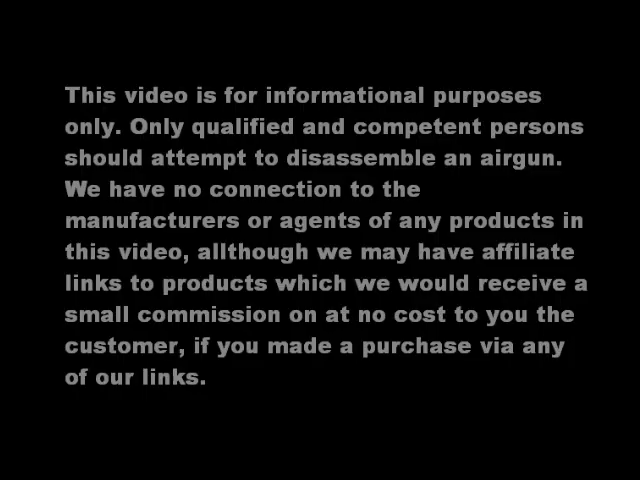 This video is for informational purposes
only. Only qualified and competent persons
should attempt to disassemble an airgun.
We have no connection to the
manufacturers or agents of any products in
this video, allthough we may have affiliate
links to products which we would receive a
small commission on at no cost to you the
customer, if you made a purchase via any
of our links.